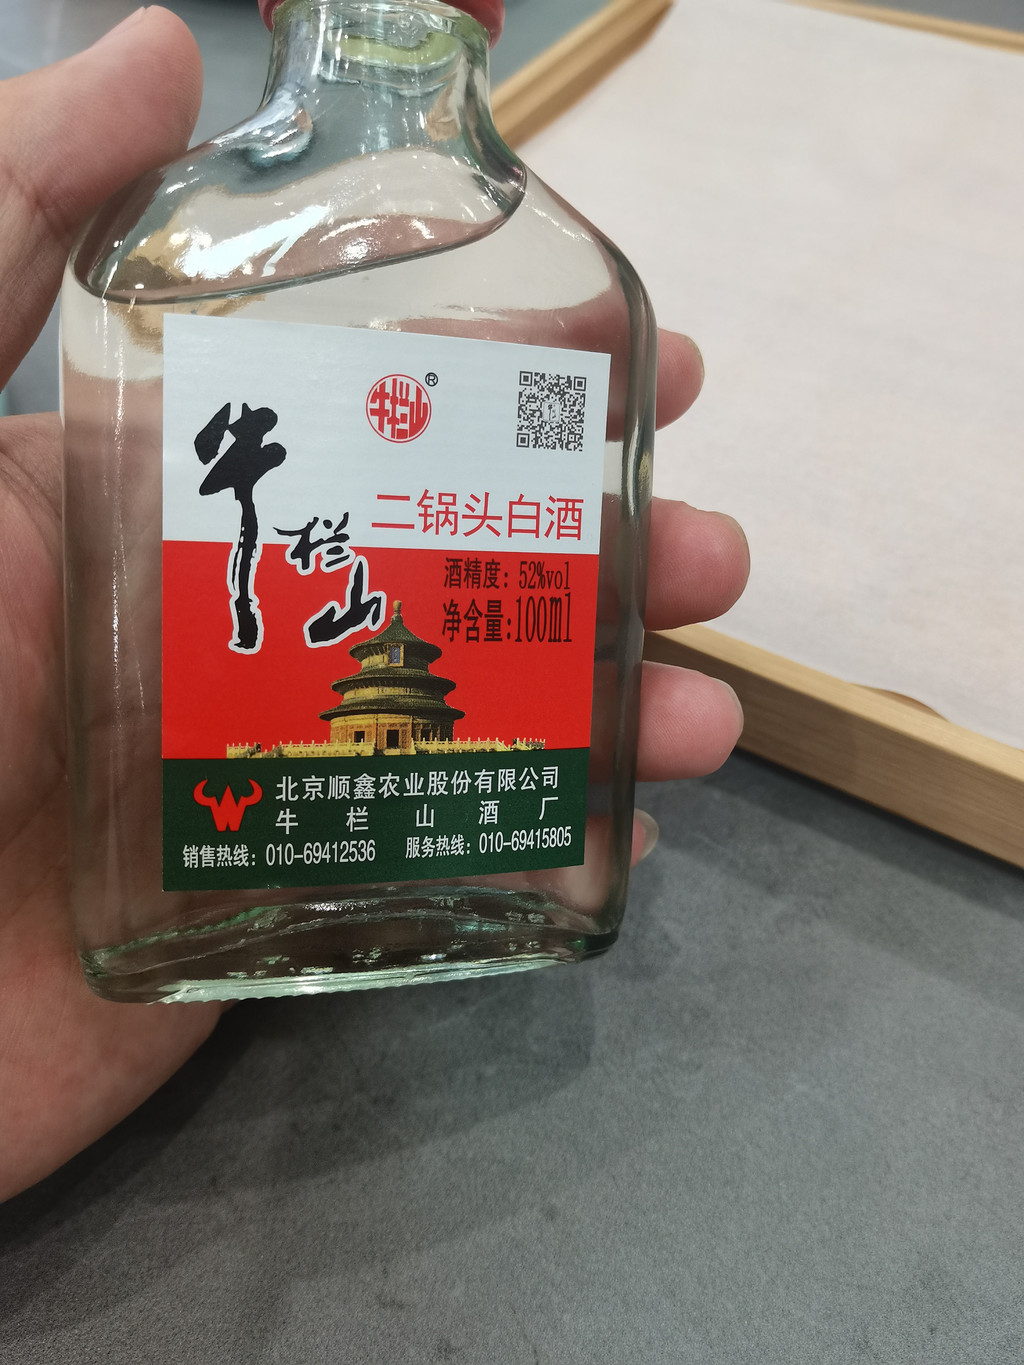 牛栏山®
牛栏山
二锅头白酒
酒精度：52%vol
净含量:100ml
北京顺鑫农业股份有限公司
牛栏山酒厂
销售热线：010-69412536 服务热线：010-69415805